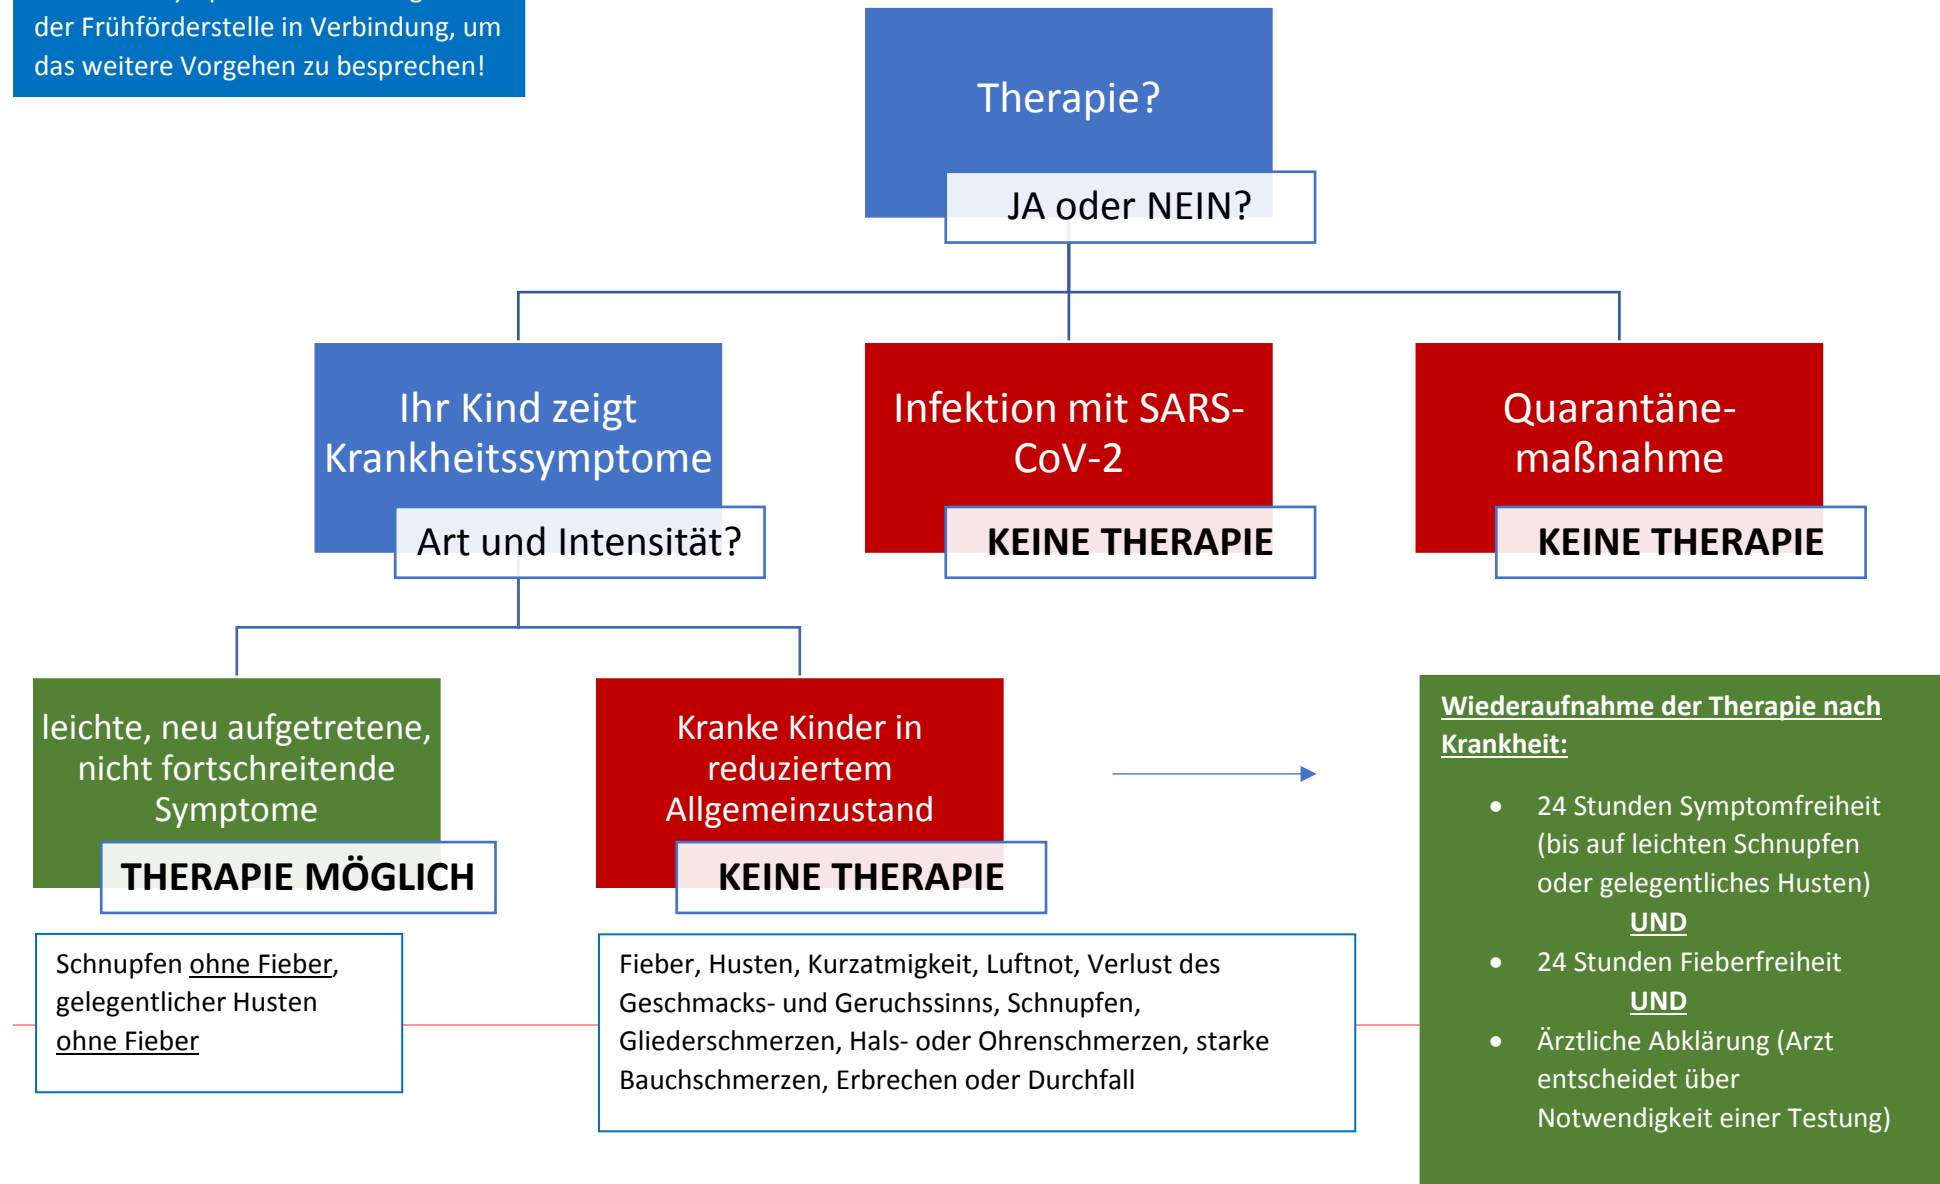 der Frühförderstelle in Verbindung, um
das weitere Vorgehen zu besprechen!
Therapie?
JA oder NEIN?
Ihr Kind zeigt
Krankheitssymptome
Art und Intensität?
Infektion mit SARS-
CoV-2
KEINE THERAPIE
Quarantäne-
maßnahme
KEINE THERAPIE
leichte, neu aufgetretene,
nicht fortschreitende
Symptome
THERAPIE MÖGLICH
Schnupfen ohne Fieber,
gelegentlicher Husten
ohne Fieber
Kranke Kinder in
reduziertem
Allgemeinzustand
KEINE THERAPIE
Fieber, Husten, Kurzatmigkeit, Luftnot, Verlust des
Geschmacks- und Geruchssinns, Schnupfen,
Gliederschmerzen, Hals- oder Ohrenschmerzen, starke
Bauchschmerzen, Erbrechen oder Durchfall
Wiederaufnahme der Therapie nach
Krankheit:
• 24 Stunden Symptomfreiheit
(bis auf leichten Schnupfen
oder gelegentliches Husten)
UND
• 24 Stunden Fieberfreiheit
UND
• Ärztliche Abklärung (Arzt
entscheidet über
Notwendigkeit einer Testung)